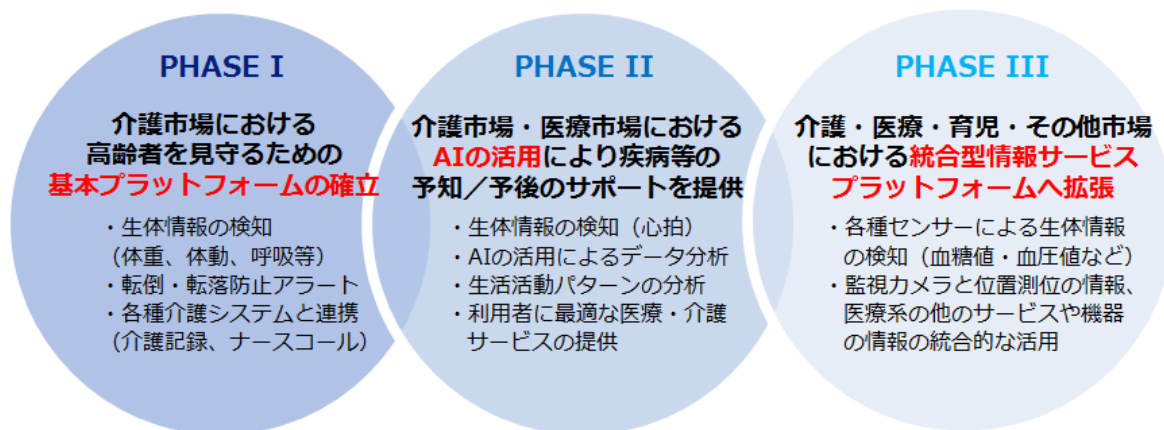 PHASE I
介護市場における
高齢者を見守るための
基本プラットフォームの確立
・生体情報の検知
（体重、体動、呼吸等）
・転倒・転落防止アラート
・各種介護システムと連携
（介護記録、ナースコール）
PHASE II
介護市場・医療市場における
AIの活用により疾病等の
予知／予後のサポートを提供
・生体情報の検知（心拍）
・AIの活用によるデータ分析
・生活活動パターンの分析
・利用者に最適な医療・介護
サービスの提供
PHASE III
介護・医療・育児・その他市場
における統合型情報サービス
プラットフォームへ拡張
・各種センサーによる生体情報
の検知（血糖値・血圧値など）
・監視カメラと位置測位の情報、
医療系の他のサービスや機器
の情報の統合的な活用